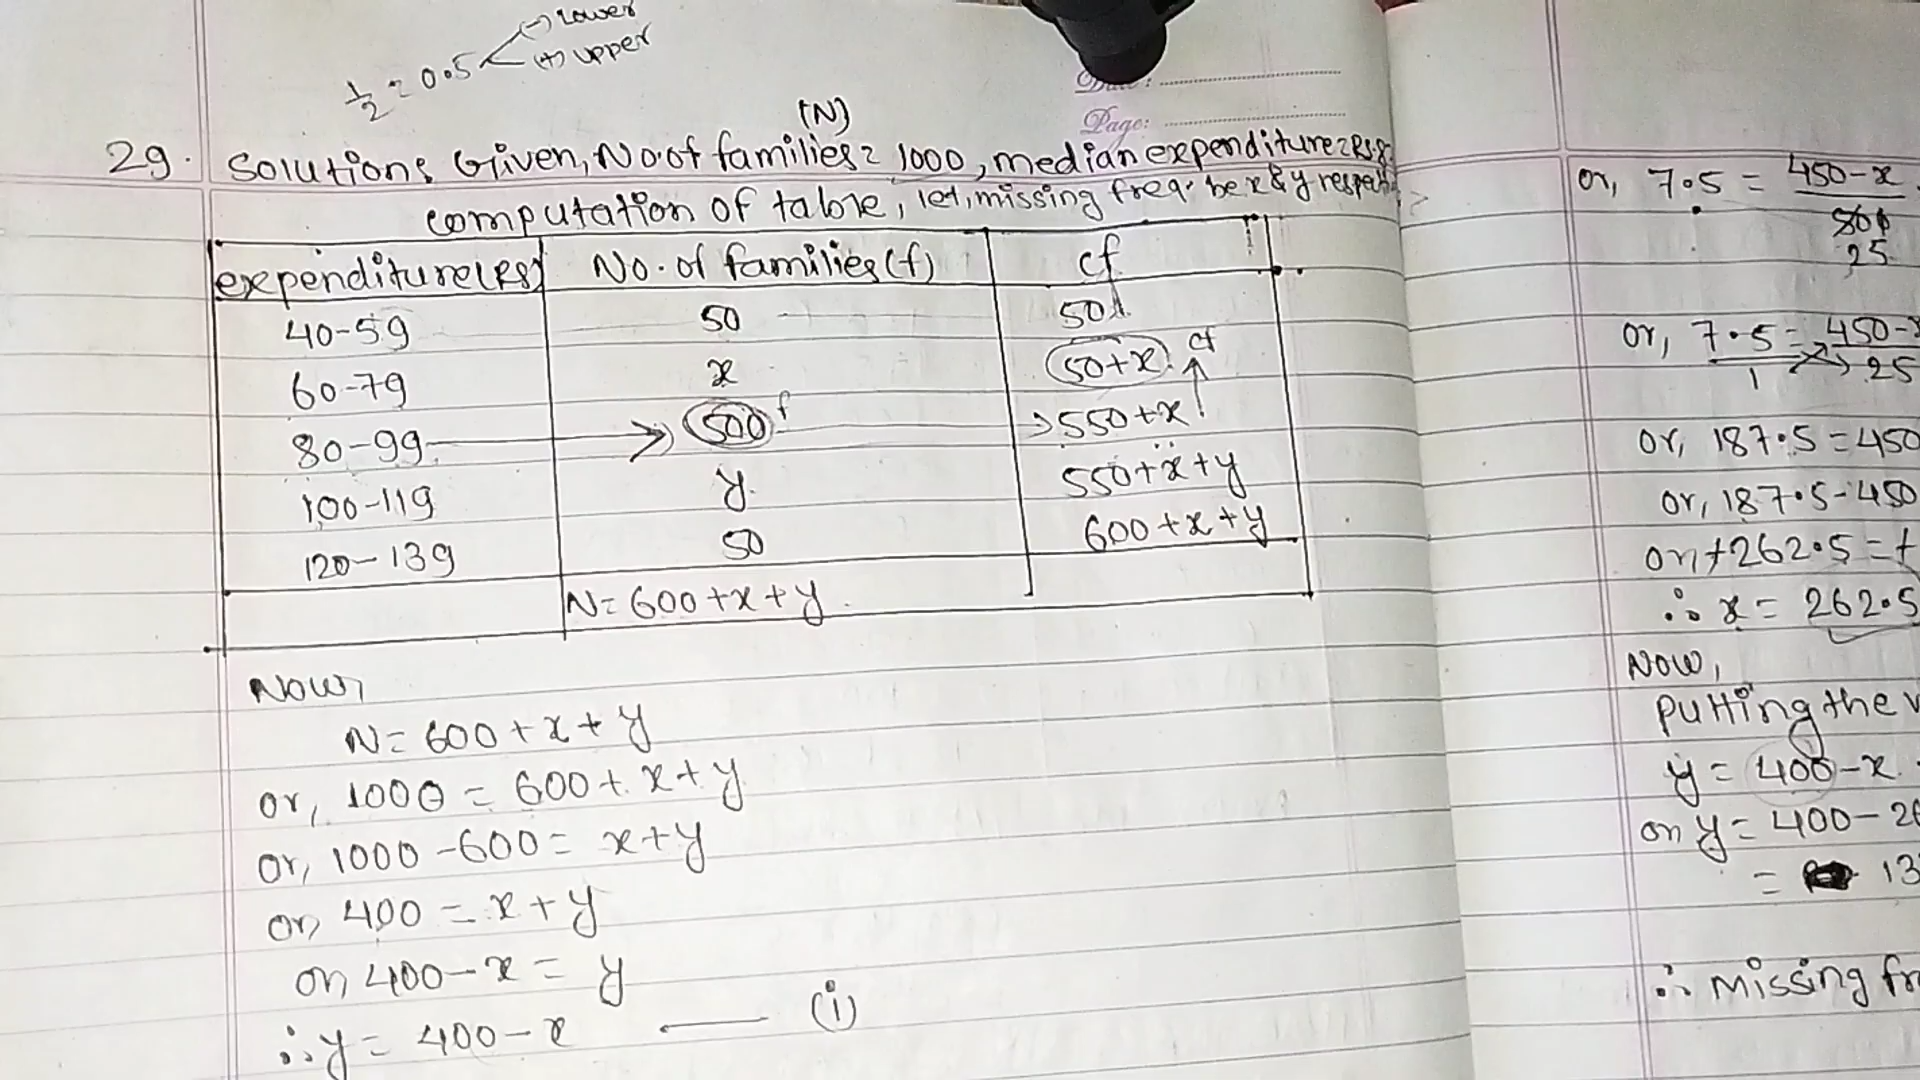 (-) lower
1/2 = 0.5
(+) upper
Page:
(N)
29. Solution: Given, No. of families = 1000, median expenditure = Rs
computation of table, let, missing freq. be x & y
expenditure(RS) No. of families (f) cf
40-59 50 50
60-79 x 50+x cf
80-99 500 f 550+x
100-119 y 550+x+y
120-139 50 600+x+y
N= 600+x+y
Now,
N= 600+x+y
or, 1000 = 600+x+y
or, 1000-600= x+y
or, 400 = x+y
or, 400-x = y
∴ y = 400-x (i)
or, 7.5 = 450-x
500
25
or, 7.5 = 450-
1 25
or, 187.5 = 450
or, 187.5-450
or, +262.5 =
∴ x = 262.5
Now,
Putting the
y = 400-x
or y = 400-
= 13
∴ missing